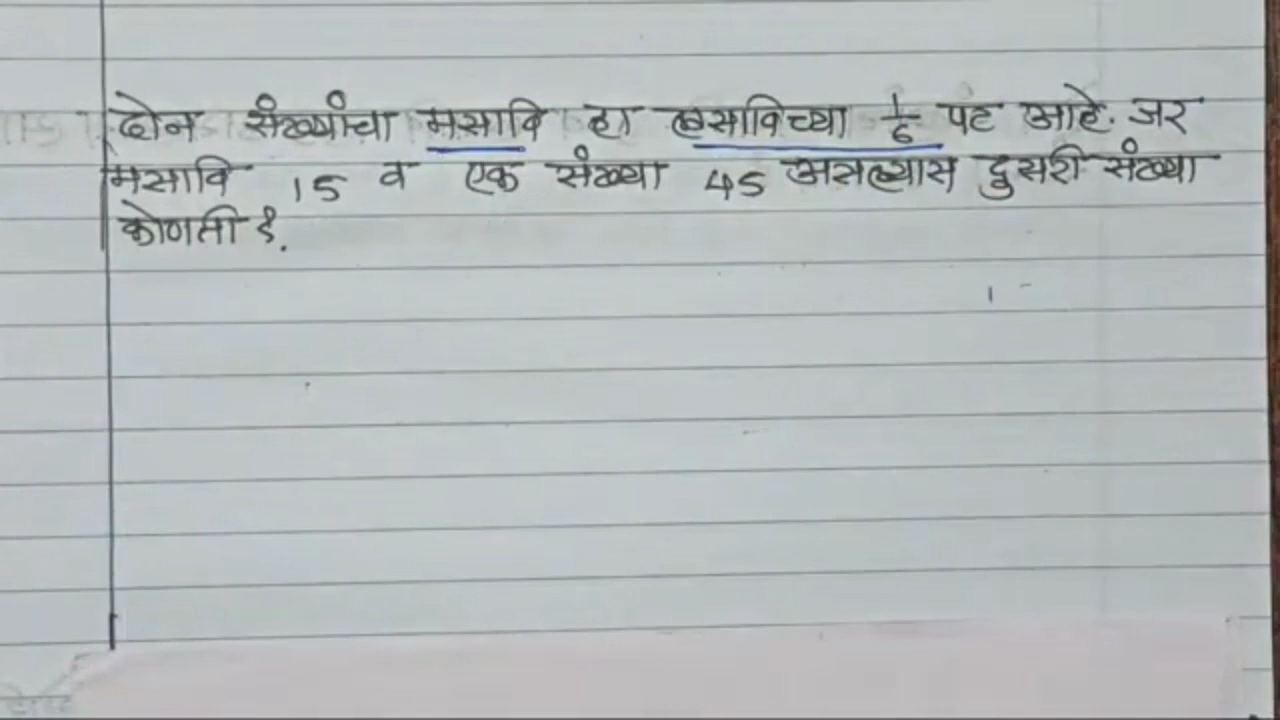 दोन संख्यांचा मसावि हा लसाविच्या 1/6 पट आहे. जर
मसावि 15 व एक संख्या 45 असल्यास दुसरी संख्या
कोणती ?.